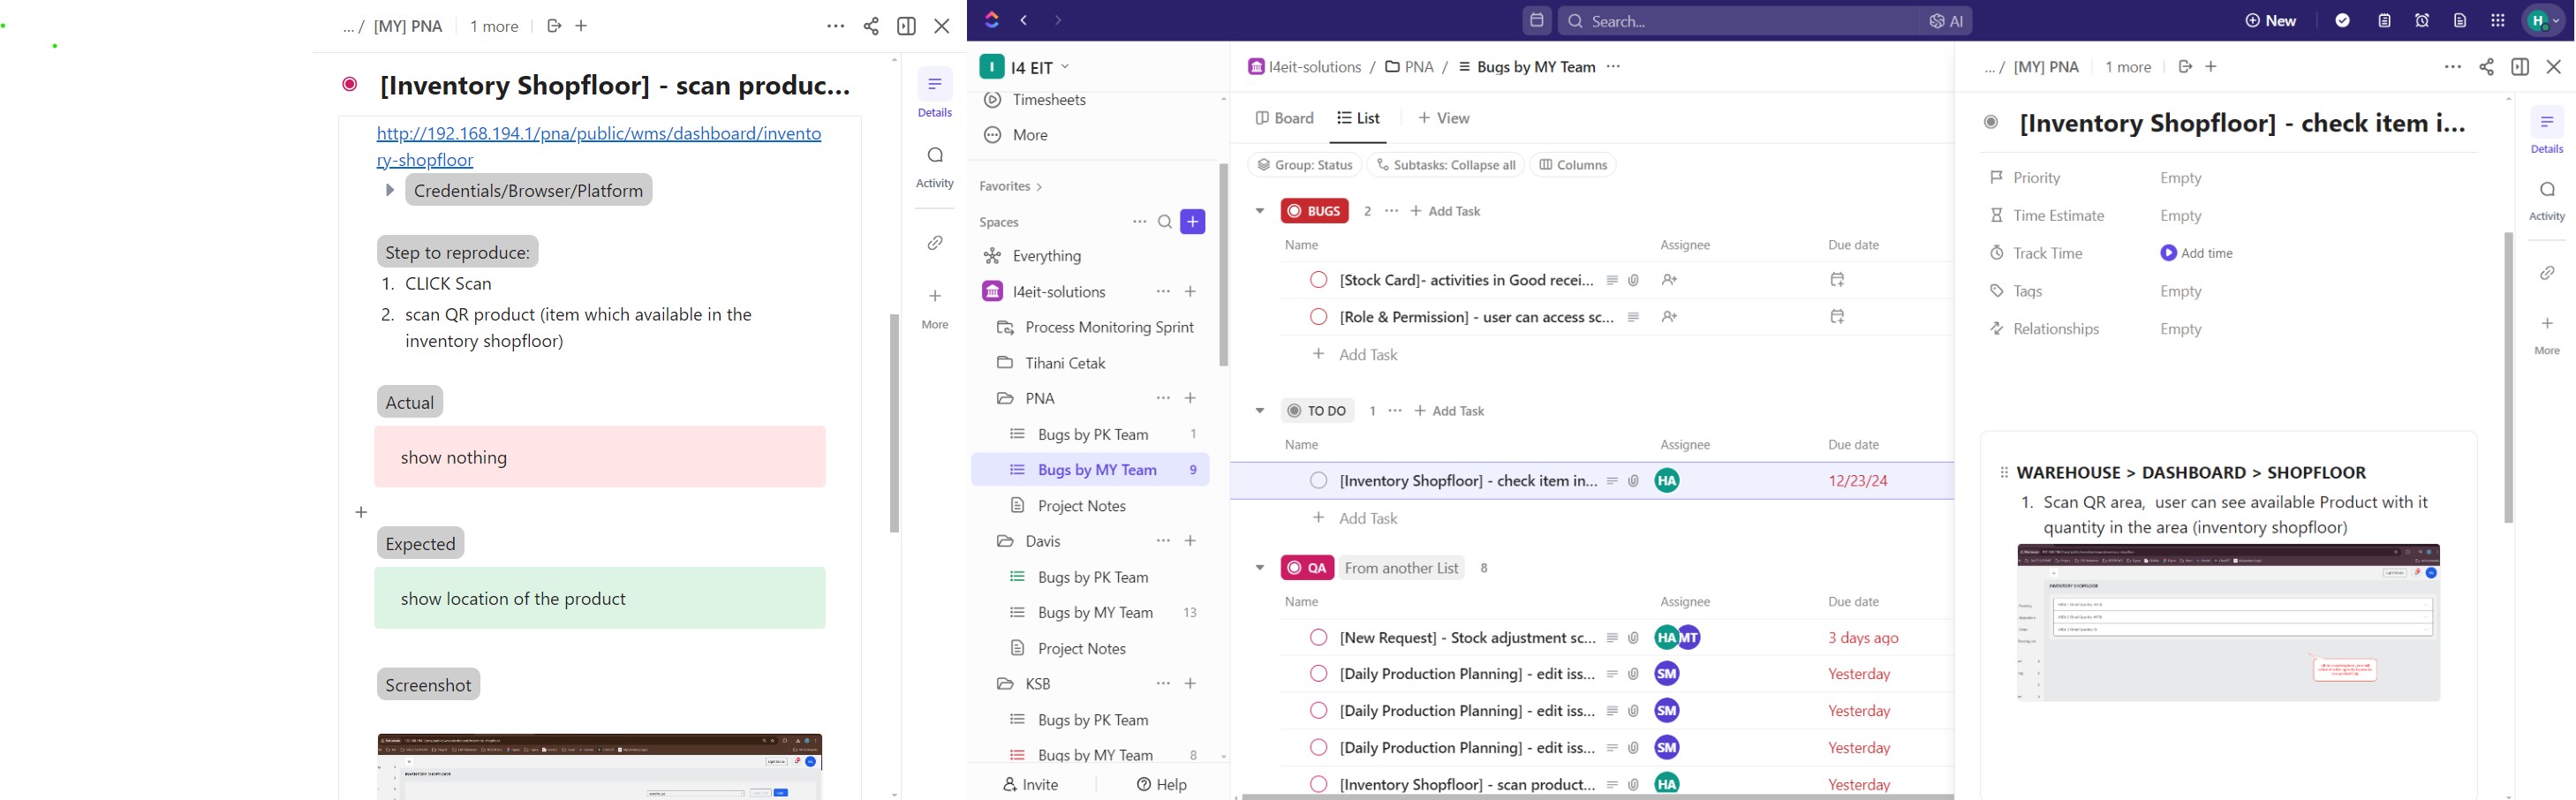 ... / [MY] PNA 1 more
[Inventory Shopfloor] - scan produc...
http://192.168.194.1/pna/public/wms/dashboard/invento
ry-shopfloor
Credentials/Browser/Platform
Step to reproduce:
1. CLICK Scan
2. scan QR product (item which available in the
inventory shopfloor)
Actual
show nothing
Expected
show location of the product
Screenshot
INVENTORY SHOPFLOOR
Details
Activity
More
Search...
AI
New
H
I I4 EIT
Timesheets
More
Favorites
Spaces
Everything
I4eit-solutions
Process Monitoring Sprint
Tihani Cetak
PNA
Bugs by PK Team 1
Bugs by MY Team 9
Project Notes
Davis
Bugs by PK Team
Bugs by MY Team 13
Project Notes
KSB
Bugs by PK Team
Bugs by MY Team 8
Invite
Help
I4eit-solutions / PNA / Bugs by MY Team ...
Board List + View
Group: Status Subtasks: Collapse all Columns
BUGS 2 ... + Add Task
Name Assignee Due date
[Stock Card]- activities in Good recei...
[Role & Permission] - user can access sc...
+ Add Task
TO DO 1 ... + Add Task
Name Assignee Due date
[Inventory Shopfloor] - check item in... HA 12/23/24
+ Add Task
QA From another List 8
Name Assignee Due date
[New Request] - Stock adjustment sc... HA MT 3 days ago
[Daily Production Planning] - edit iss... SM Yesterday
[Daily Production Planning] - edit iss... SM Yesterday
[Daily Production Planning] - edit iss... SM Yesterday
[Inventory Shopfloor] - scan product... HA Yesterday
... / [MY] PNA 1 more
[Inventory Shopfloor] - check item i...
Priority Empty
Time Estimate Empty
Track Time Add time
Tags Empty
Relationships Empty
WAREHOUSE > DASHBOARD > SHOPFLOOR
1. Scan QR area, user can see available Product with it
quantity in the area (inventory shopfloor)
INVENTORY SHOPFLOOR
Details
Activity
More